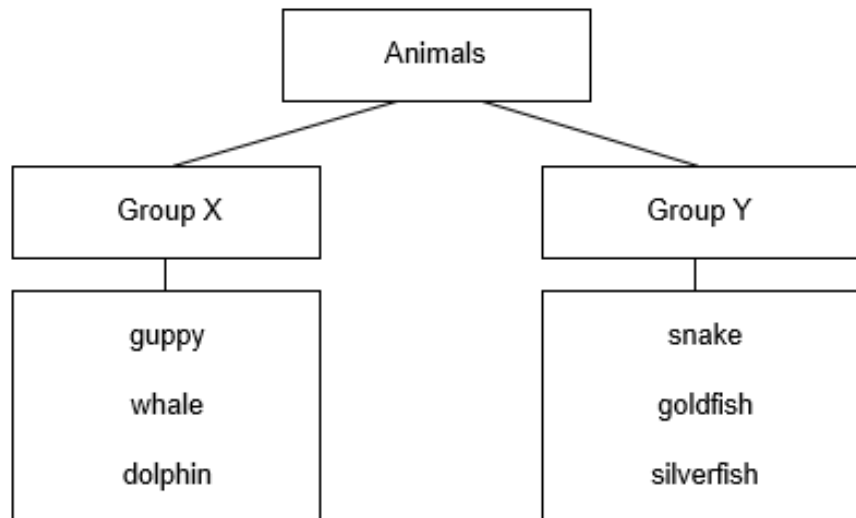 Animals
Group X
Group Y
guppy
whale
dolphin
snake
goldfish
silverfish